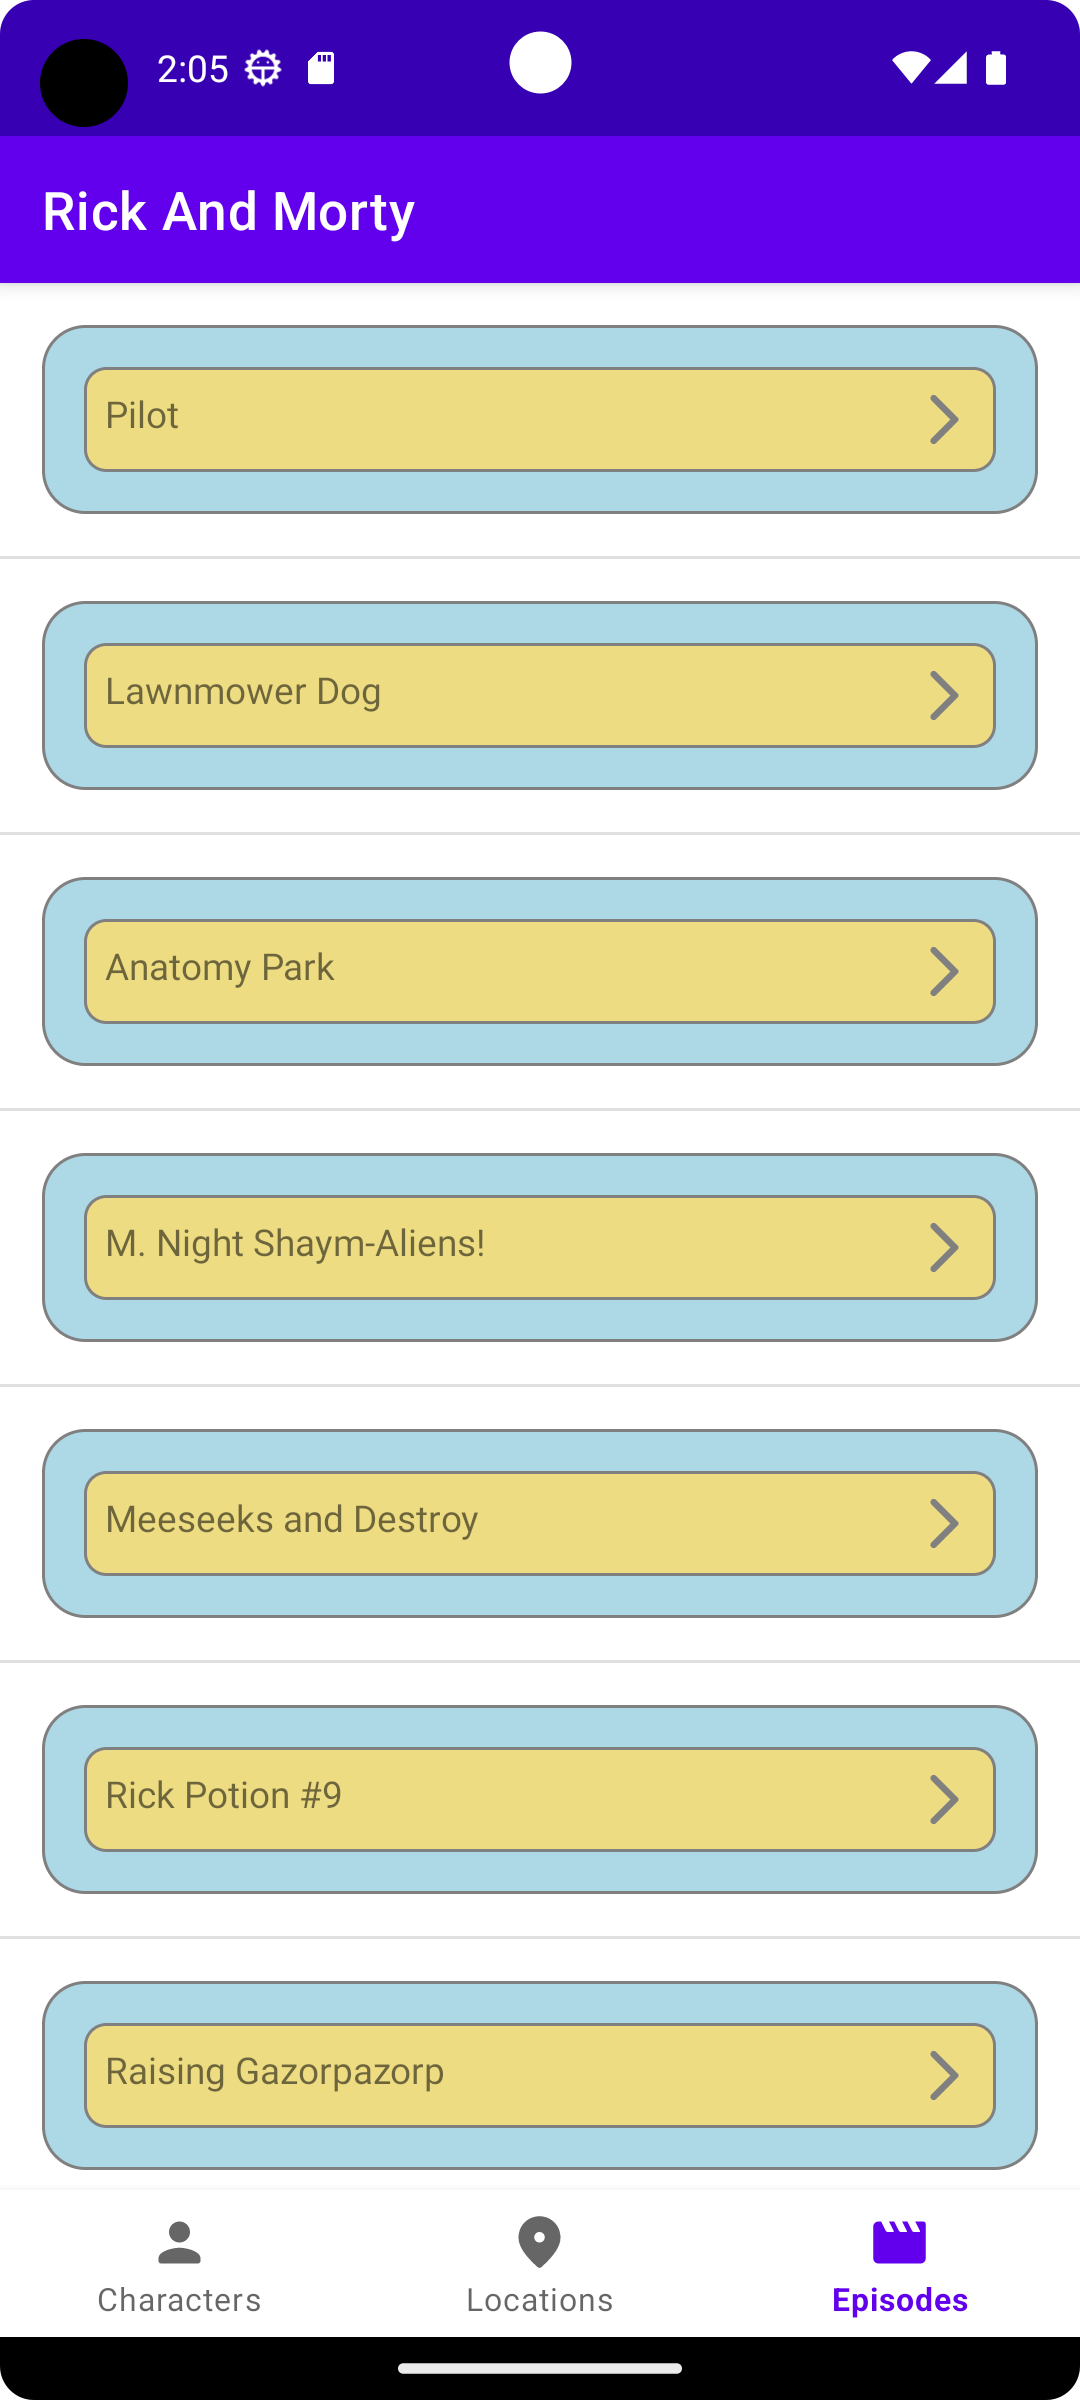 2:05
Rick And Morty
Pilot
Lawnmower Dog
Anatomy Park
M. Night Shaym-Aliens!
Meeseeks and Destroy
Rick Potion #9
Raising Gazorpazorp
Characters
Locations
Episodes